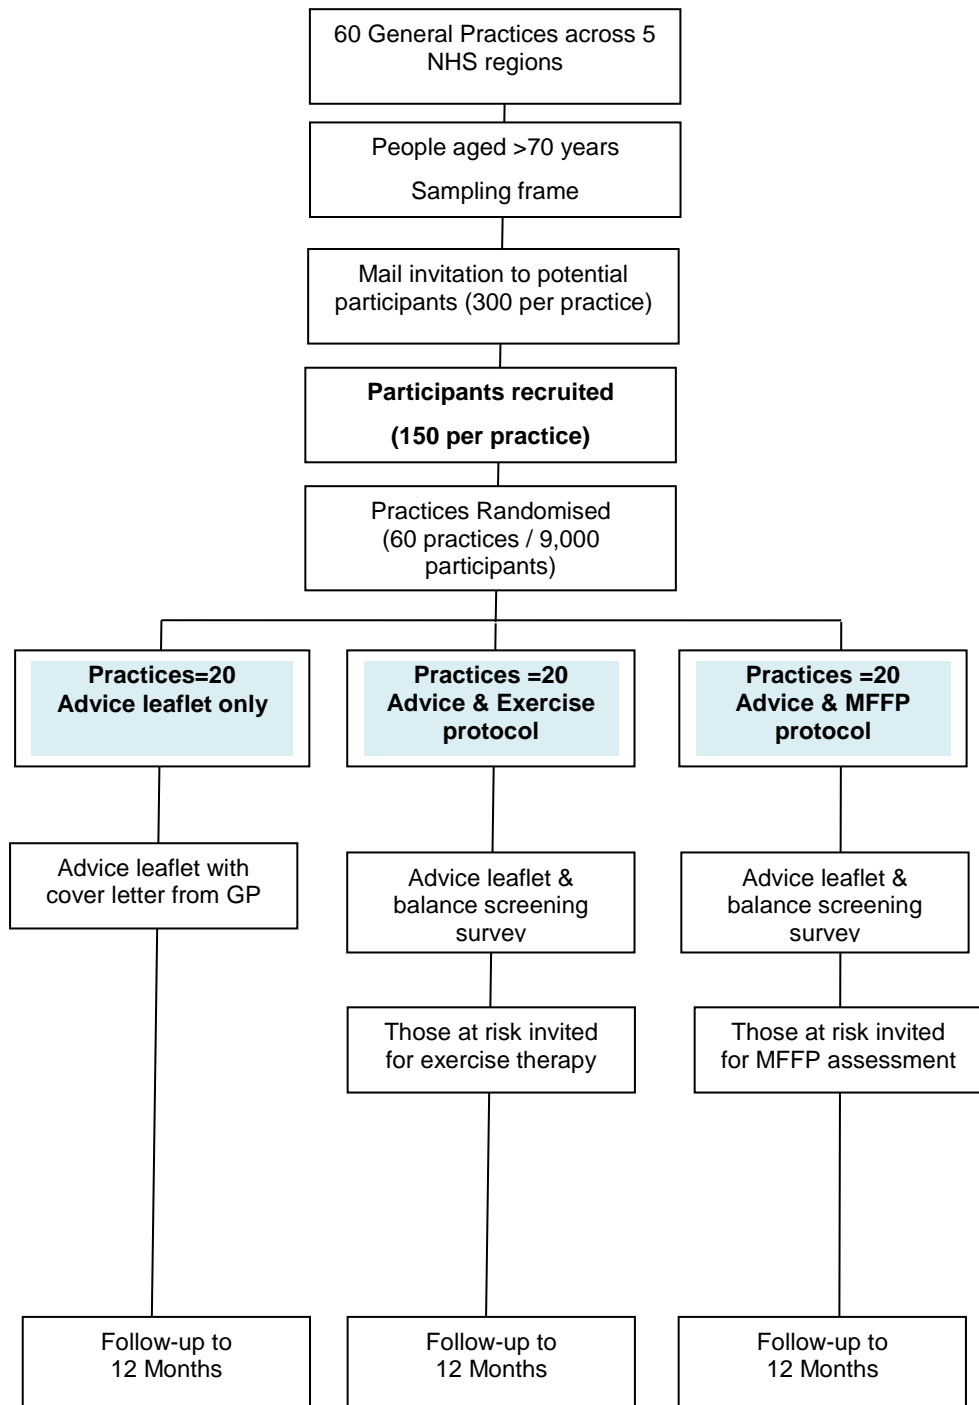 60 General Practices across 5
NHS regions
People aged >70 years
Sampling frame
Mail invitation to potential
participants (300 per practice)
Participants recruited
(150 per practice)
Practices Randomised
(60 practices / 9,000
participants)
Practices=20
Advice leaflet only
Practices =20
Advice & Exercise
protocol
Practices =20
Advice & MFFP
protocol
Advice leaflet with
cover letter from GP
Advice leaflet &
balance screening
survey
Advice leaflet &
balance screening
survey
Those at risk invited
for exercise therapy
Those at risk invited
for MFFP assessment
Follow-up to
12 Months
Follow-up to
12 Months
Follow-up to
12 Months